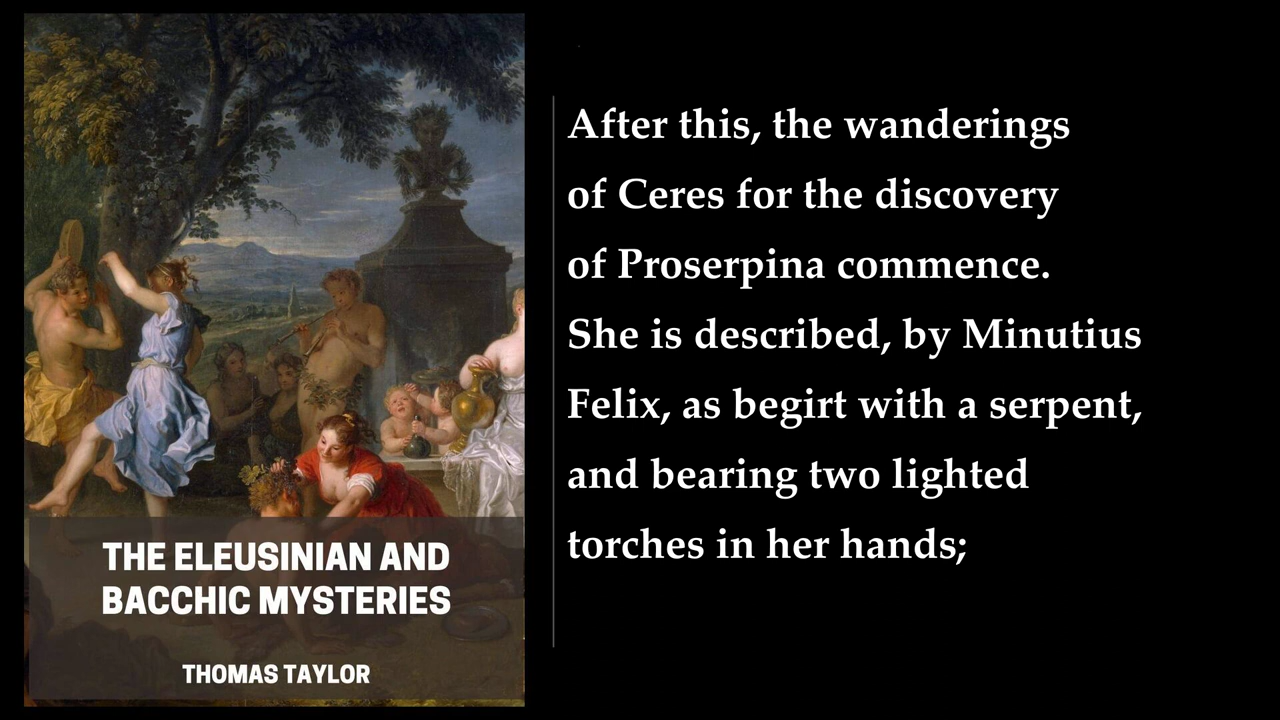 THE ELEUSINIAN AND
BACCHIC MYSTERIES
THOMAS TAYLOR
After this, the wanderings
of Ceres for the discovery
of Proserpina commence.
She is described, by Minutius
Felix, as begirt with a serpent,
and bearing two lighted
torches in her hands;